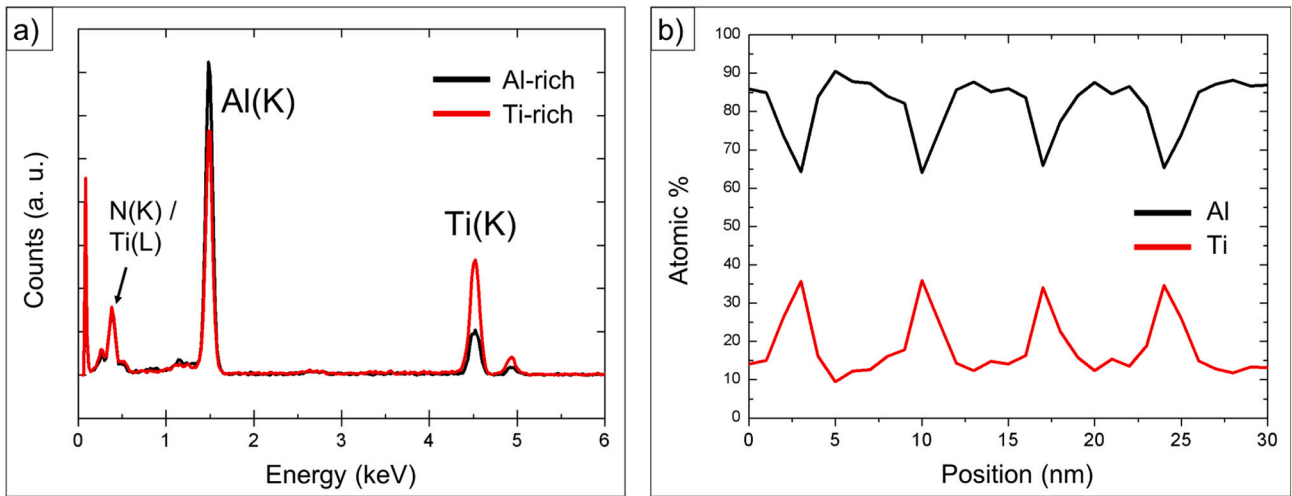 a)
Al-rich
Ti-rich
Al(K)
N(K) /
Ti(L)
Ti(K)
Counts (a. u.)
0 1 2 3 4 5 6
Energy (keV)
b)
100
90
80
70
60
50
40
30
20
10
0
Al
Ti
Atomic %
0 5 10 15 20 25 30
Position (nm)